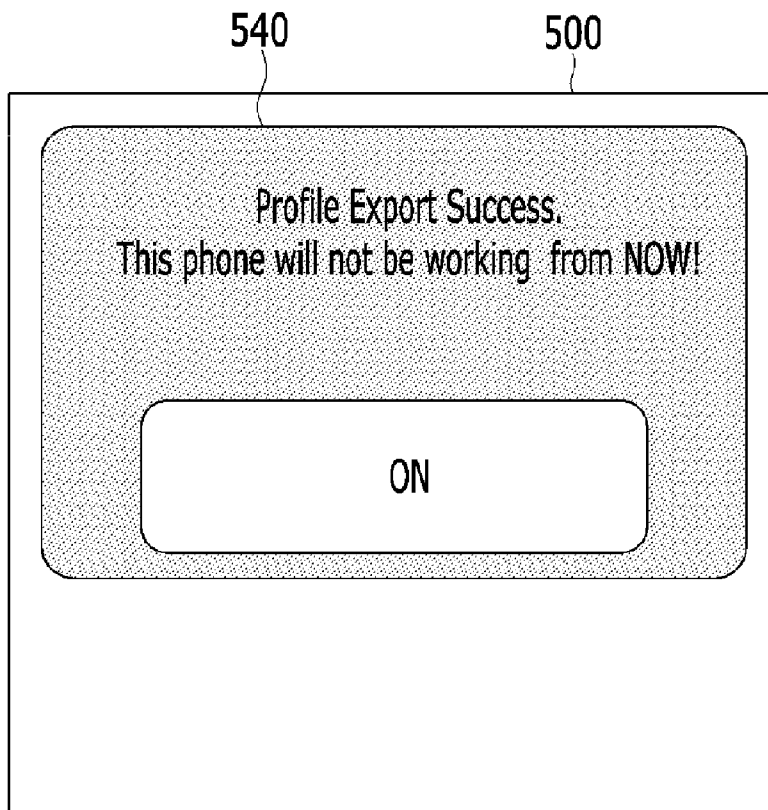 540 500
Profile Export Success.
This phone will not be working from NOW!
ON